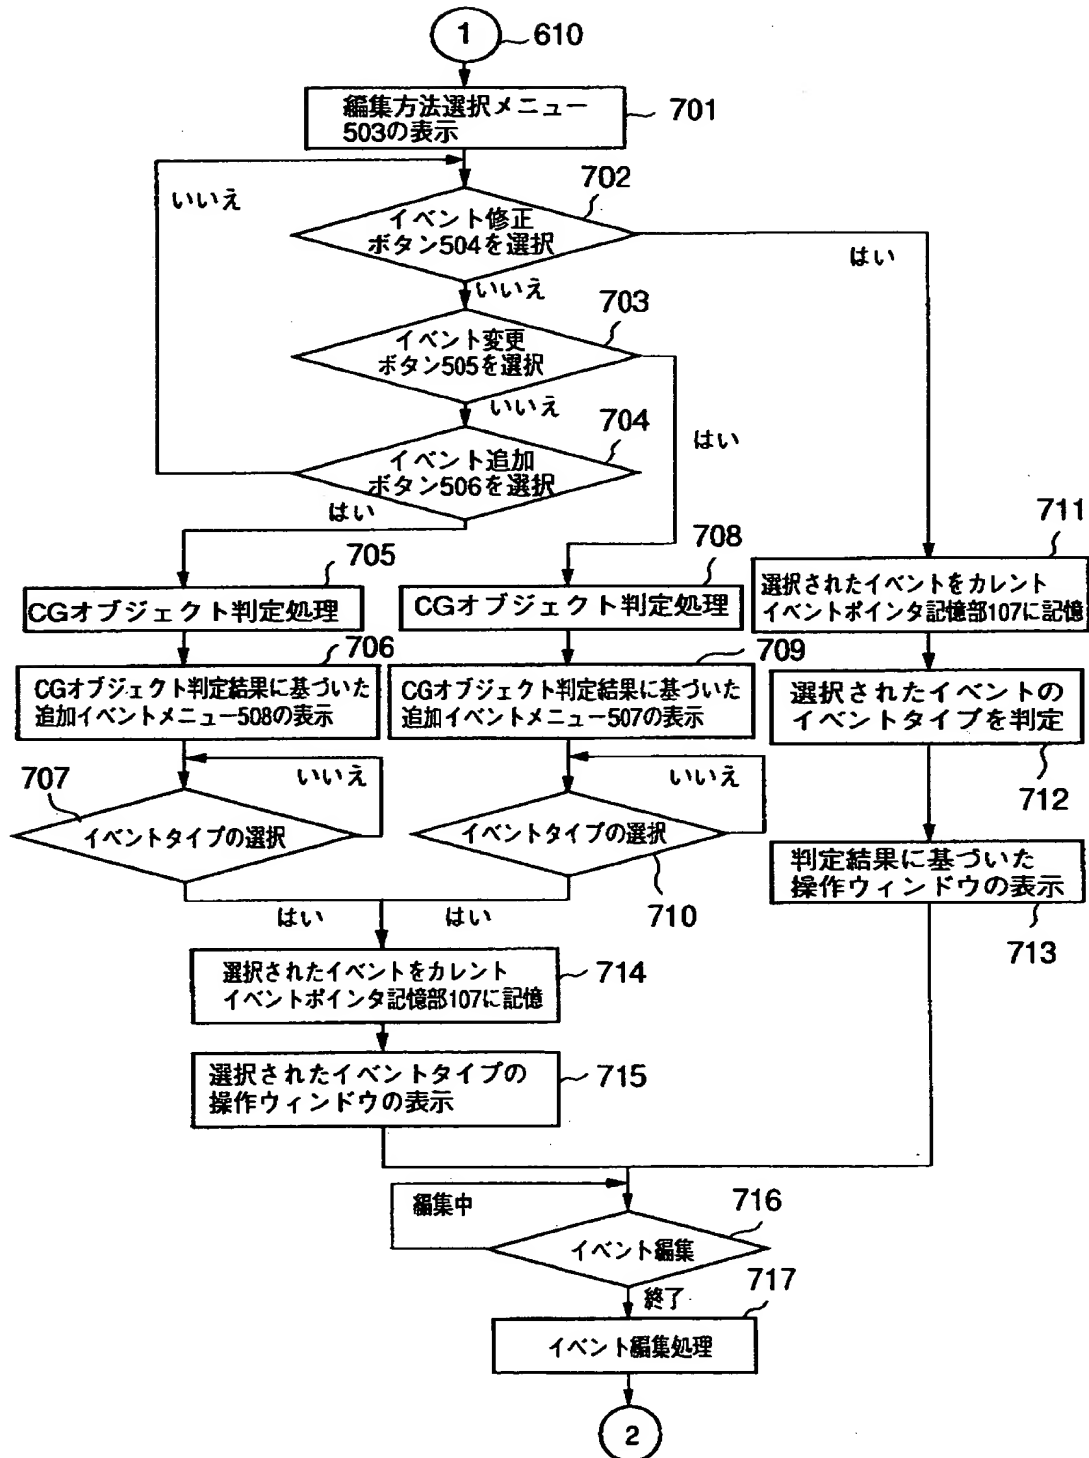 1
610
編集方法選択メニュー
503の表示
701
いいえ
702
イベント修正
ボタン504を選択
はい
いいえ
703
イベント変更
ボタン505を選択
いいえ
はい
704
イベント追加
ボタン506を選択
はい
705
CGオブジェクト判定処理
708
CGオブジェクト判定処理
711
選択されたイベントをカレント
イベントポインタ記憶部107に記憶
706
CGオブジェクト判定結果に基づいた
追加イベントメニュー508の表示
709
CGオブジェクト判定結果に基づいた
追加イベントメニュー507の表示
選択されたイベントの
イベントタイプを判定
712
707
いいえ
イベントタイプの選択
いいえ
イベントタイプの選択
710
判定結果に基づいた
操作ウィンドウの表示
713
はい
はい
選択されたイベントをカレント
イベントポインタ記憶部107に記憶
714
選択されたイベントタイプの
操作ウィンドウの表示
715
編集中
716
イベント編集
終了
717
イベント編集処理
2